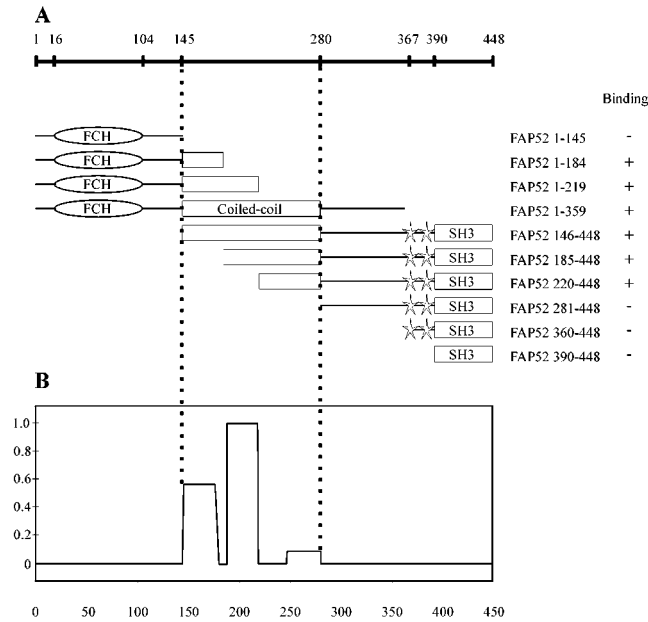 A
1 16 104 145 280 367 390 448
Binding
FCH FAP52 1-145 -
FCH FAP52 1-184 +
FCH FAP52 1-219 +
FCH Coiled-coil FAP52 1-359 +
SH3 FAP52 146-448 +
SH3 FAP52 185-448 +
SH3 FAP52 220-448 +
FAP52 281-448 -
SH3 FAP52 360-448 -
SH3 FAP52 390-448 -
B
1.0
0.8
0.6
0.4
0.2
0
0 50 100 150 200 250 300 350 400 450